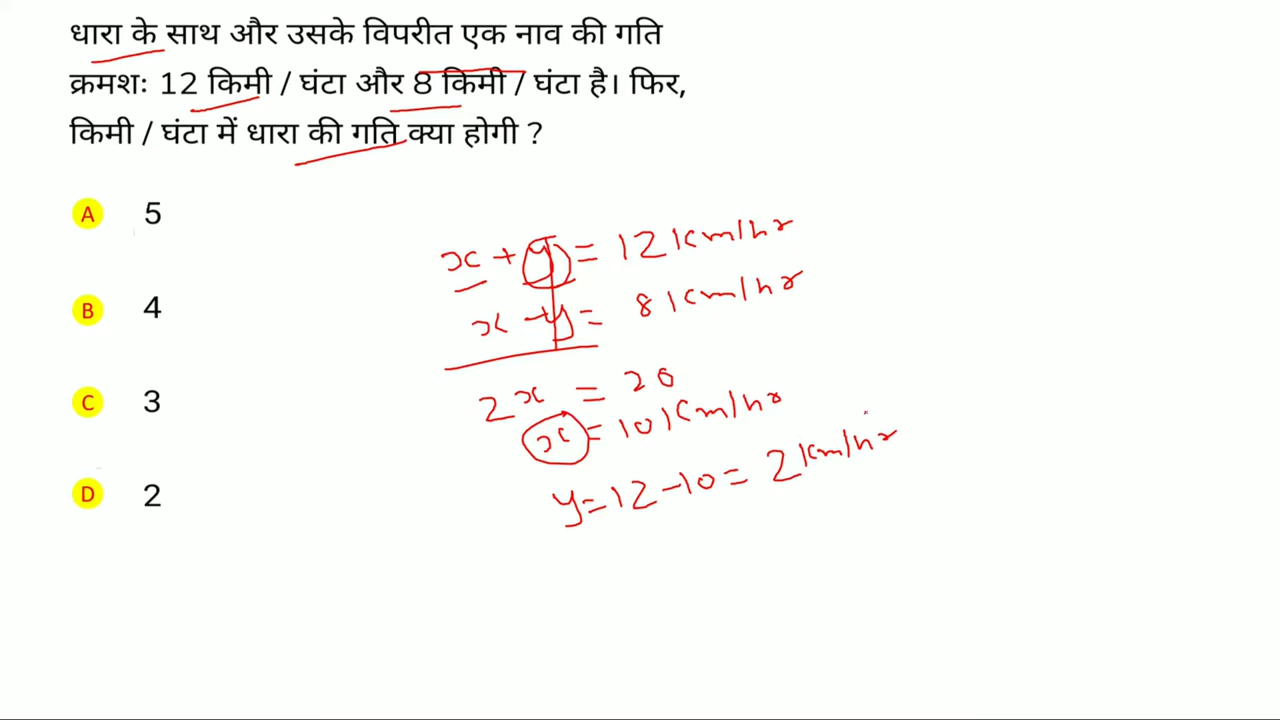 धारा के साथ और उसके विपरीत एक नाव की गति
क्रमशः 12 किमी / घंटा और 8 किमी / घंटा है। फिर,
किमी / घंटा में धारा की गति क्या होगी ?
A 5
B 4
C 3
D 2
x + y = 12 Km/hr
x - y = 8 Km/hr
2x = 20
x = 10 Km/hr
y = 12 - 10 = 2 Km/hr